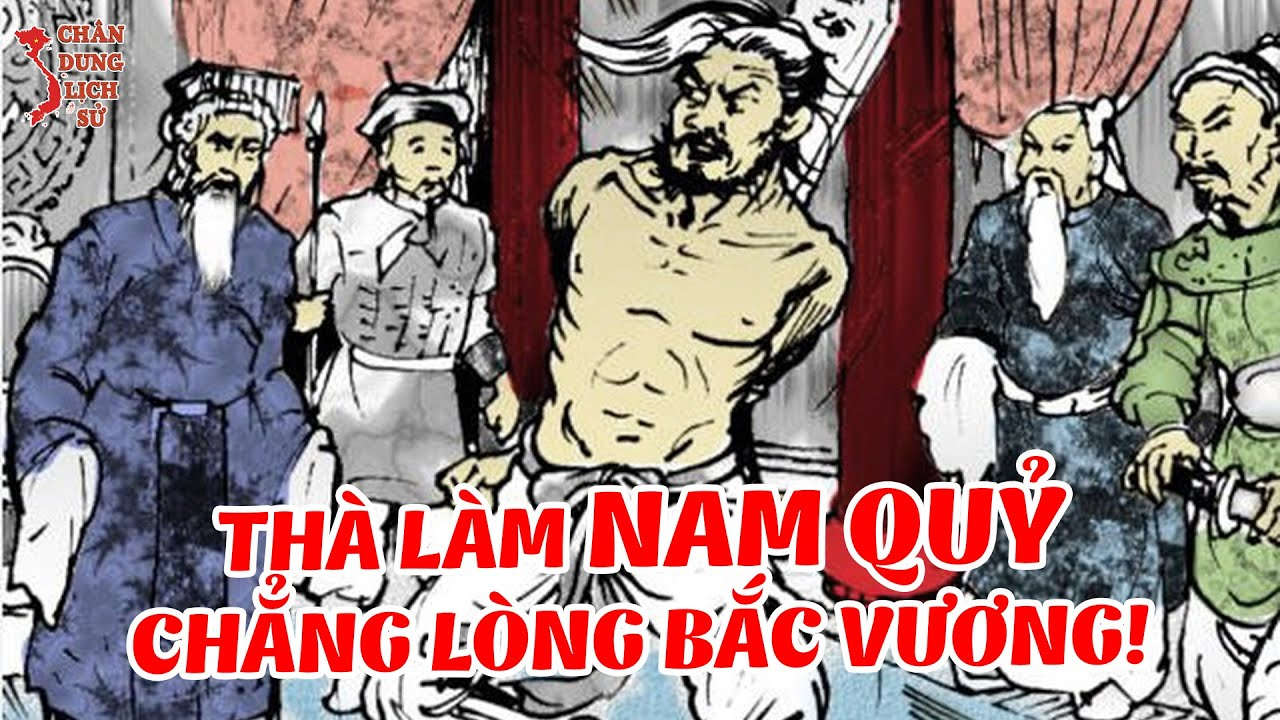 CHÂN
DUNG
LỊCH
SỬ
THÀ LÀM NAM QUỶ
CHẲNG LÒNG BẮC VƯƠNG!